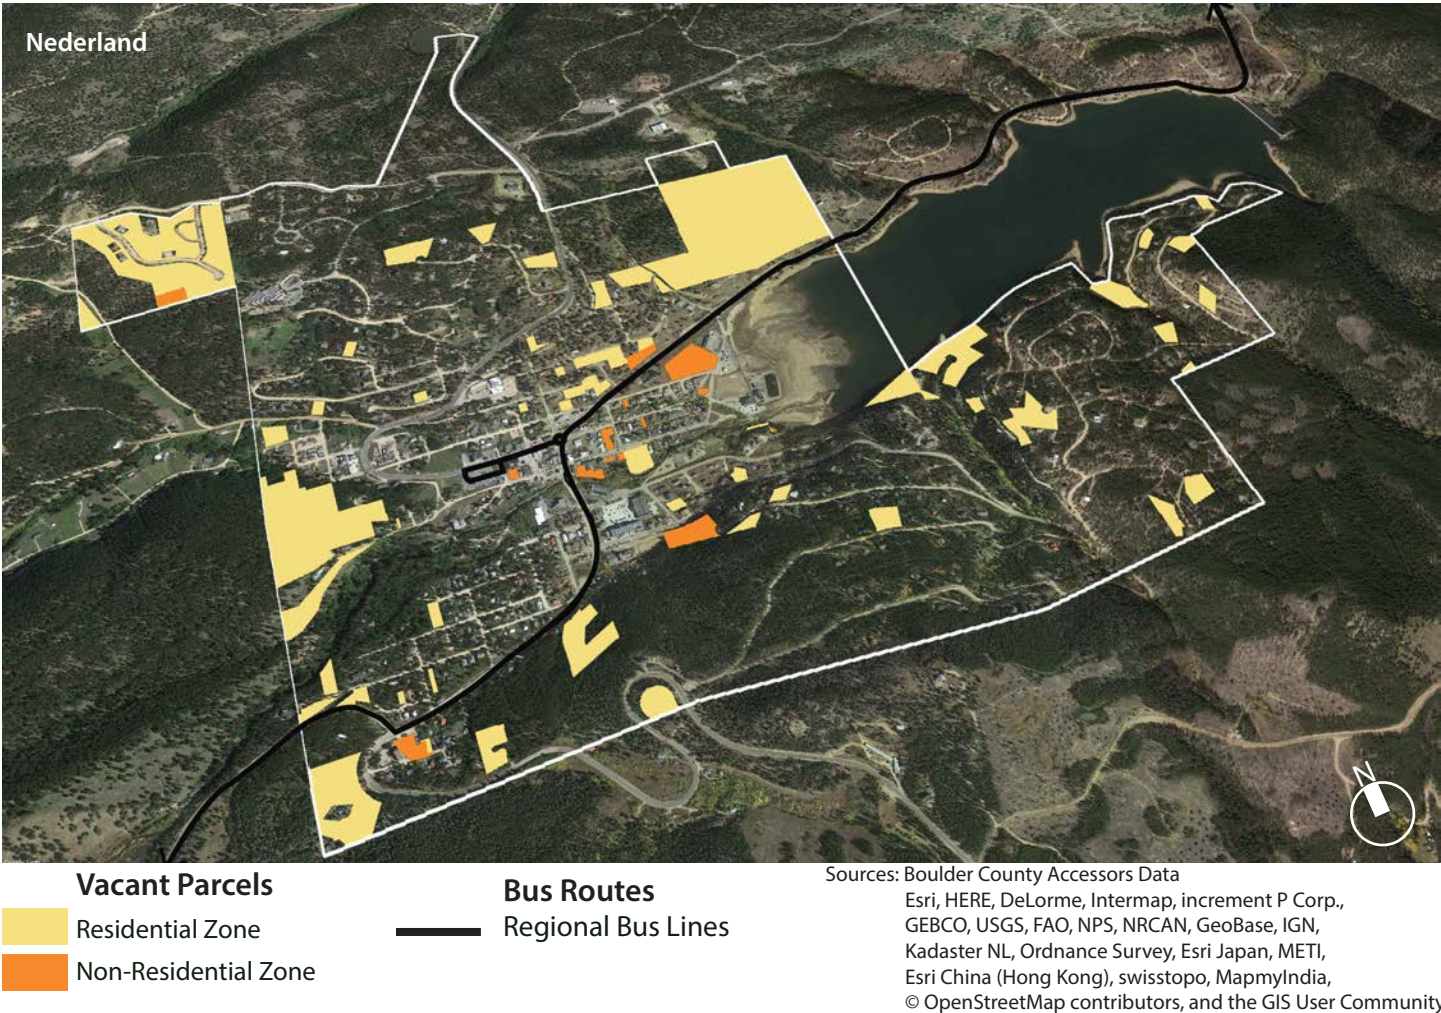 Nederland
N
Vacant Parcels
Residential Zone
Non-Residential Zone
Bus Routes
Regional Bus Lines
Sources: Boulder County Accessors Data
Esri, HERE, DeLorme, Intermap, increment P Corp.,
GEBCO, USGS, FAO, NPS, NRCAN, GeoBase, IGN,
Kadaster NL, Ordnance Survey, Esri Japan, METI,
Esri China (Hong Kong), swisstopo, MapmyIndia,
© OpenStreetMap contributors, and the GIS User Community